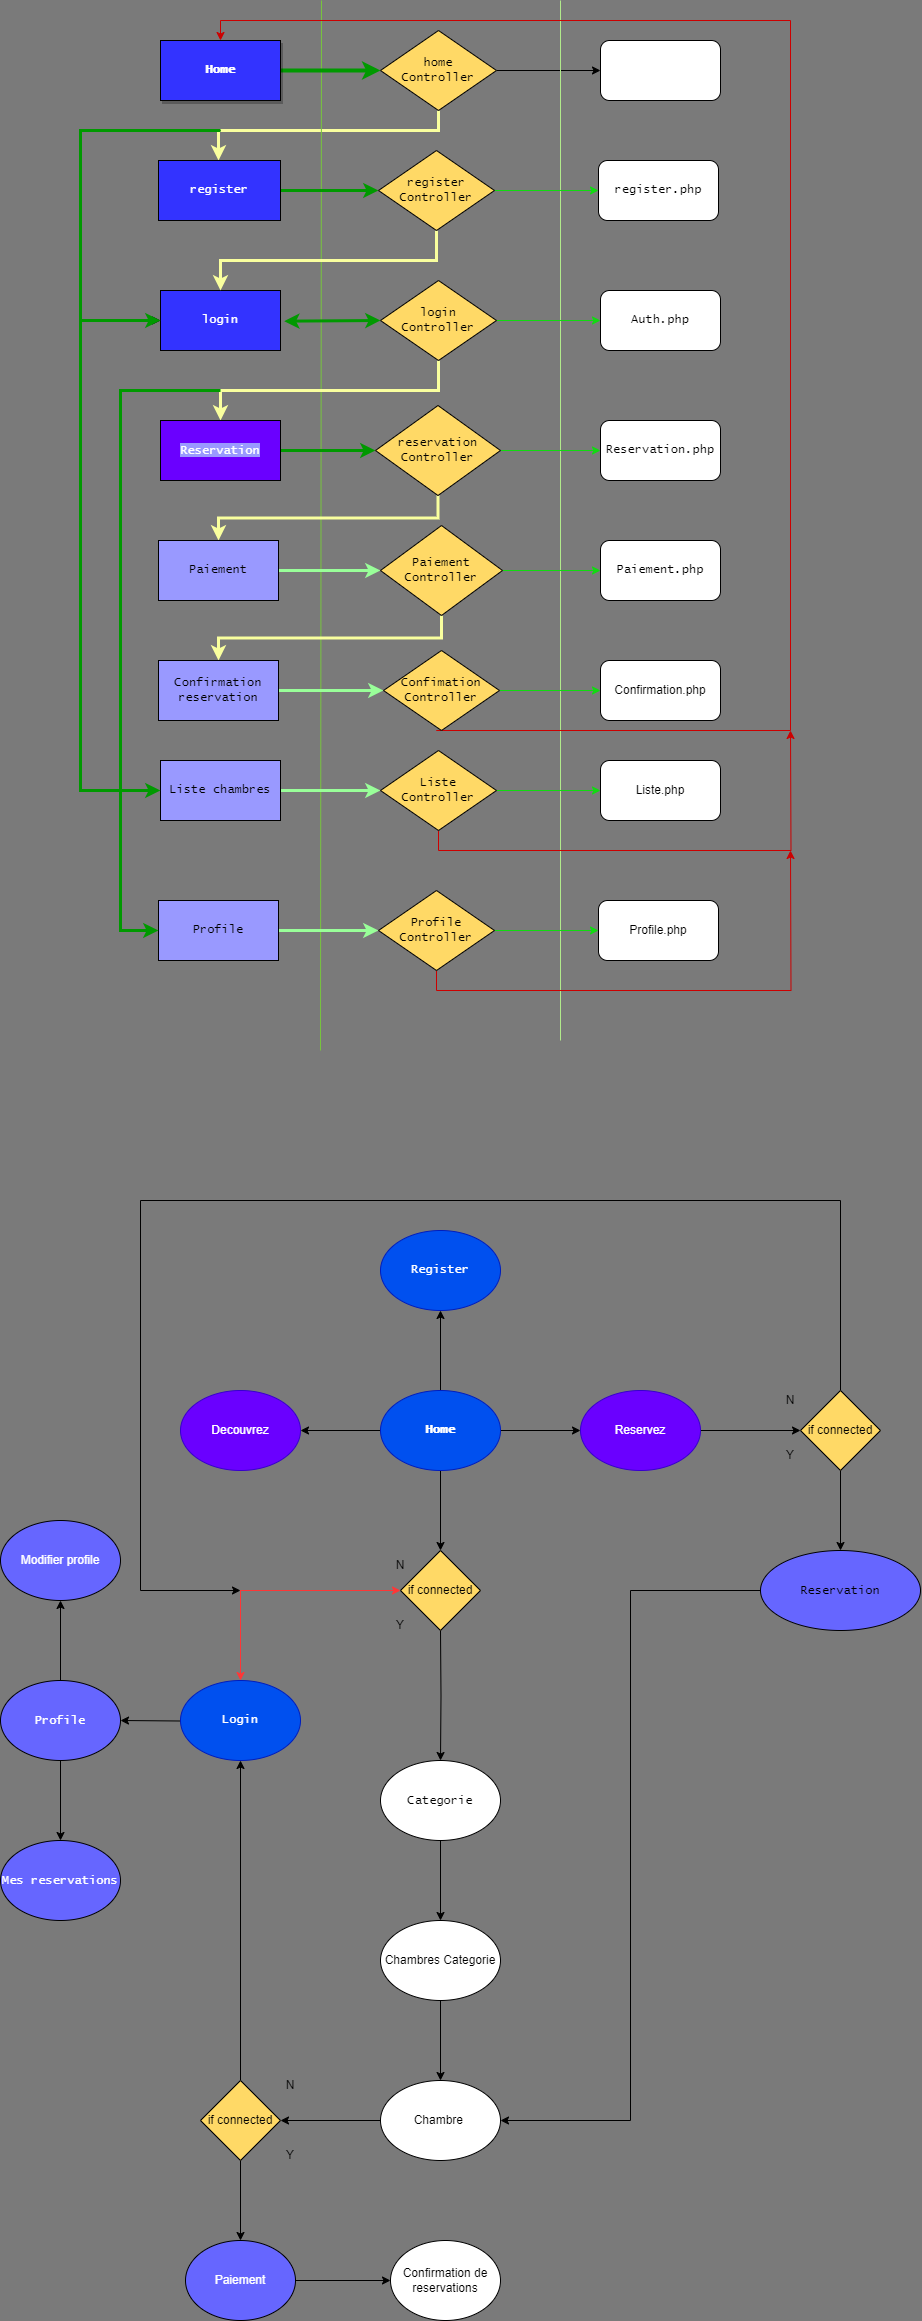 Home
home
Controller
register
register
Controller
register.php
login
login
Controller
Auth.php
Reservation
reservation
Controller
Reservation.php
Paiement
Paiement
Controller
Paiement.php
Confirmation
reservation
Confimation
Controller
Confirmation.php
Liste chambres
Liste
Controller
Liste.php
Profile
Profile
Controller
Profile.php
Register
Decouvrez
Home
Reservez
N
if connected
Y
Modifier profile
N
if connected
Y
Reservation
Profile
Login
Categorie
Mes reservations
Chambres Categorie
N
if connected
Y
Chambre
Paiement
Confirmation de
reservations